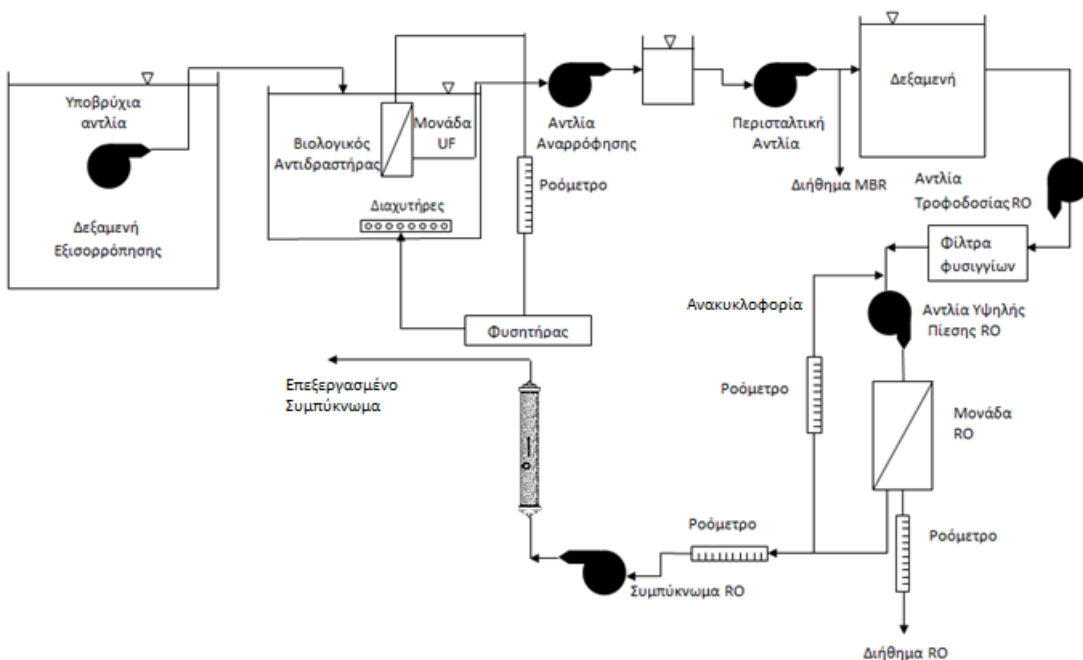 Υποβρύχια
αντλία
Δεξαμενή
Εξισορρόπησης
Βιολογικός
Αντιδραστήρας
Μονάδα
UF
Διαχυτήρες
Ροόμετρο
Φυσητήρας
Αντλία
Αναρρόφησης
Περισταλτική
Αντλία
Διήθημα MBR
Δεξαμενή
Αντλία
Τροφοδοσίας RO
Φίλτρα
φυσιγγίων
Ανακυκλοφορία
Αντλία Υψηλής
Πίεσης RO
Ροόμετρο
Μονάδα
RO
Επεξεργασμένο
Συμπύκνωμα
Ροόμετρο
Ροόμετρο
Συμπύκνωμα RO
Διήθημα RO